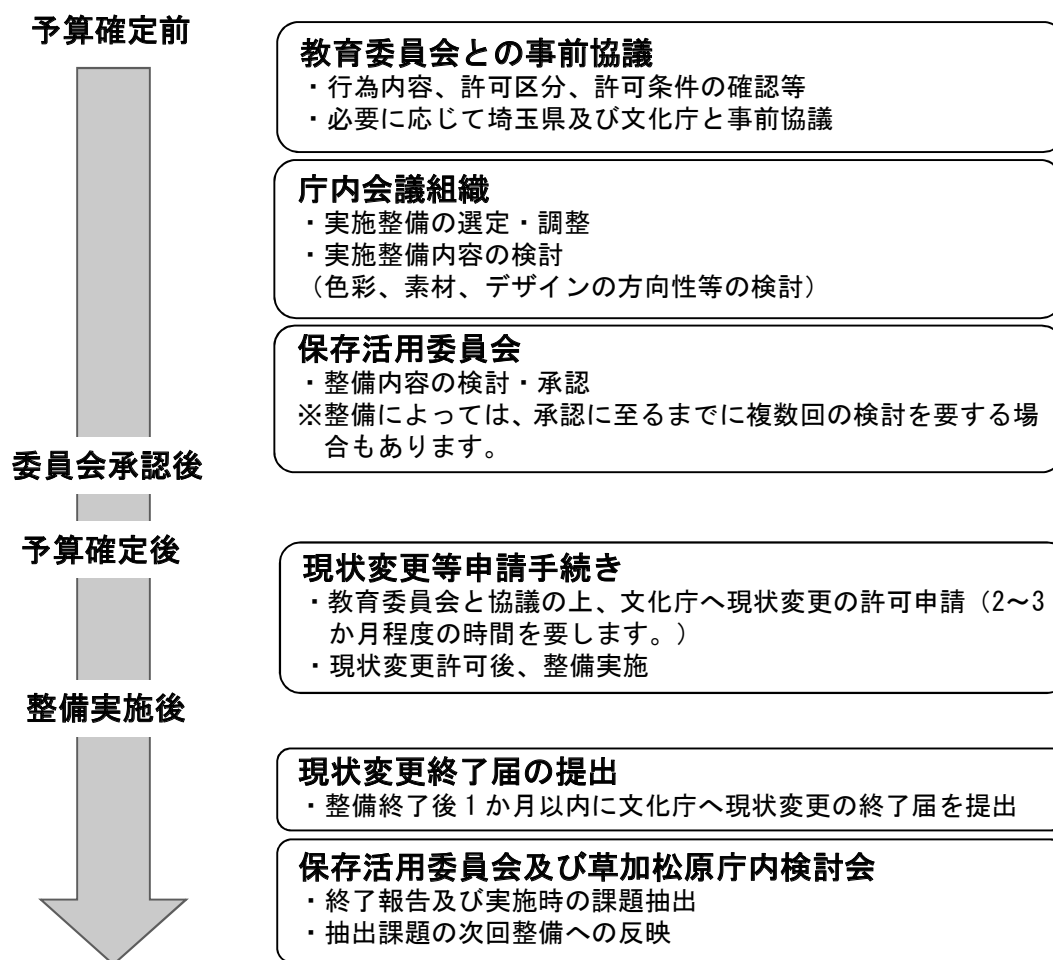 予算確定前
教育委員会との事前協議
・行為内容、許可区分、許可条件の確認等
・必要に応じて埼玉県及び文化庁と事前協議
庁内会議組織
・実施整備の選定・調整
・実施整備内容の検討
（色彩、素材、デザインの方向性等の検討）
保存活用委員会
・整備内容の検討・承認
※整備によっては、承認に至るまでに複数回の検討を要する場
合もあります。
委員会承認後
予算確定後
現状変更等申請手続き
・教育委員会と協議の上、文化庁へ現状変更の許可申請（2～3
か月程度の時間を要します。）
・現状変更許可後、整備実施
整備実施後
現状変更終了届の提出
・整備終了後１か月以内に文化庁へ現状変更の終了届を提出
保存活用委員会及び草加松原庁内検討会
・終了報告及び実施時の課題抽出
・抽出課題の次回整備への反映